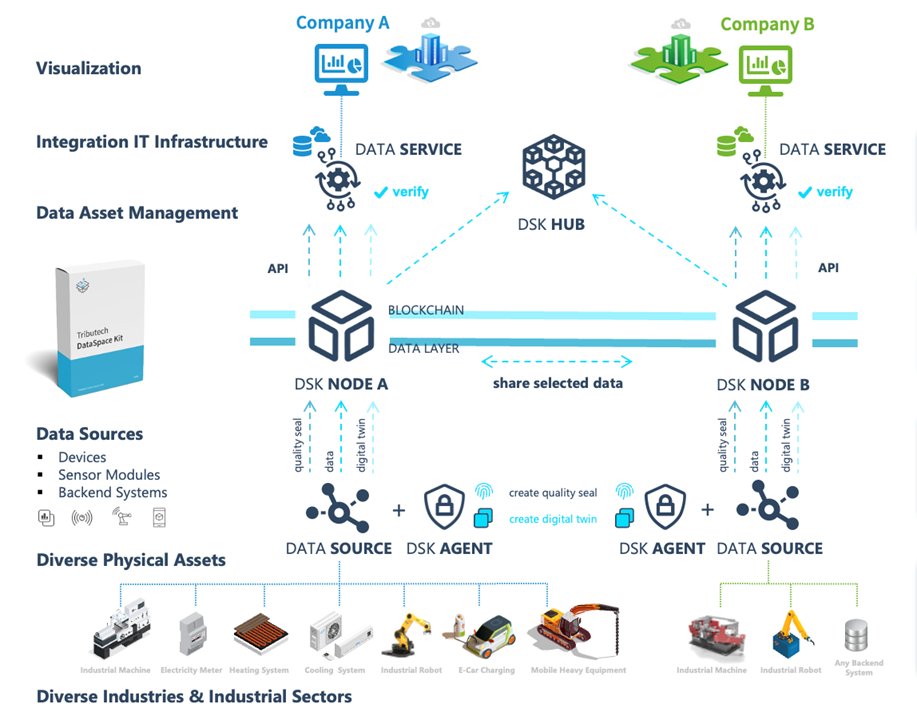 Company A
Company B
Visualization
Integration IT Infrastructure
DATA SERVICE
DATA SERVICE
verify
verify
Data Asset Management
DSK HUB
API
API
BLOCKCHAIN
Tributech
DataSpace Kit
DATA LAYER
DSK NODE A
share selected data
DSK NODE B
Data Sources
▪ Devices
▪ Sensor Modules
▪ Backend Systems
quality seal
data
digital twin
quality seal
data
digital twin
+
create quality seal
create digital twin
+
DATA SOURCE
DSK AGENT
DSK AGENT
DATA SOURCE
Diverse Physical Assets
Industrial Machine
Electricity Meter
Heating System
Cooling System
Industrial Robot
E-Car Charging
Mobile Heavy Equipment
Industrial Machine
Industrial Robot
Any Backend
System
Diverse Industries & Industrial Sectors